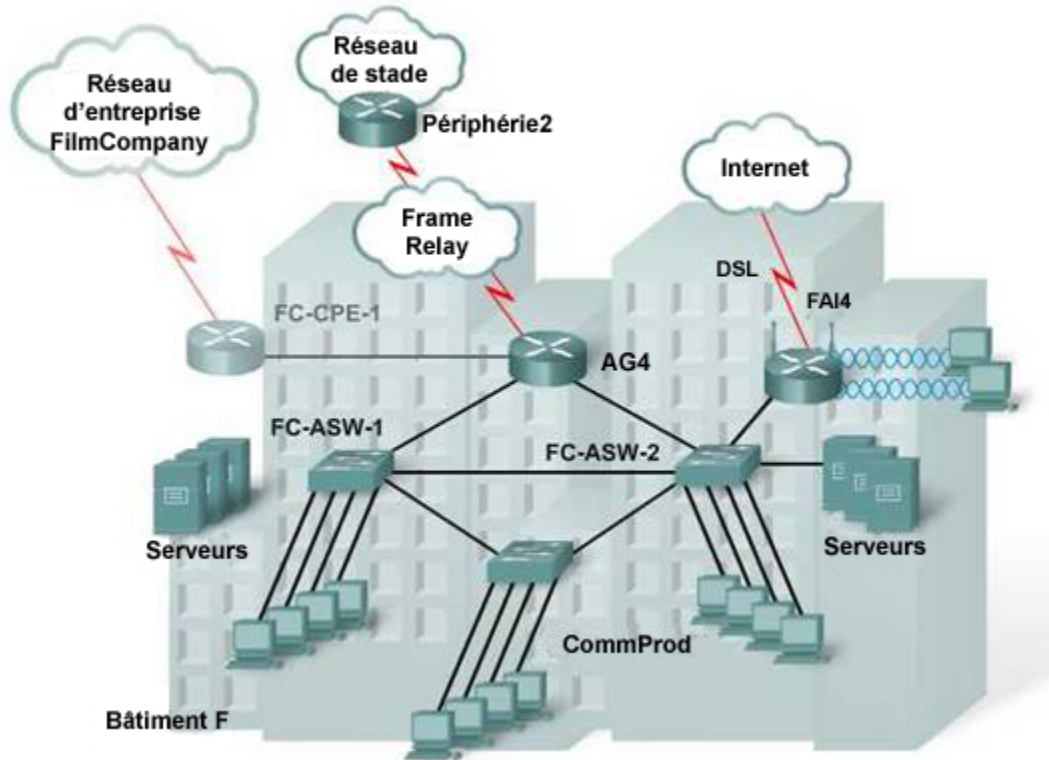 Réseau
de stade
Réseau
d'entreprise
FilmCompany
Périphérie2
Internet
Frame
Relay
DSL
FAI4
FC-CPE-1
AG4
FC-ASW-1
FC-ASW-2
Serveurs
Serveurs
CommProd
Bâtiment F